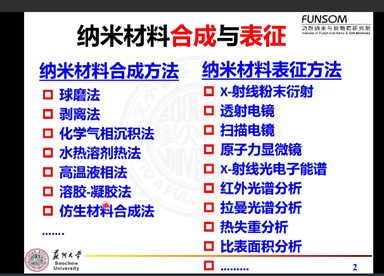 FUNSOM
功能纳米与软物质研究院
Institute of Functional Nano & Soft Materials
纳米材料合成与表征
纳米材料合成方法
球磨法
剥离法
化学气相沉积法
水热溶剂热法
高温液相法
溶胶-凝胶法
仿生材料合成法
.......
纳米材料表征方法
X-射线粉末衍射
透射电镜
扫描电镜
原子力显微镜
X-射线光电子能谱
红外光谱分析
拉曼光谱分析
热失重分析
比表面积分析
.........
蘇州大學
Soochow
University
2